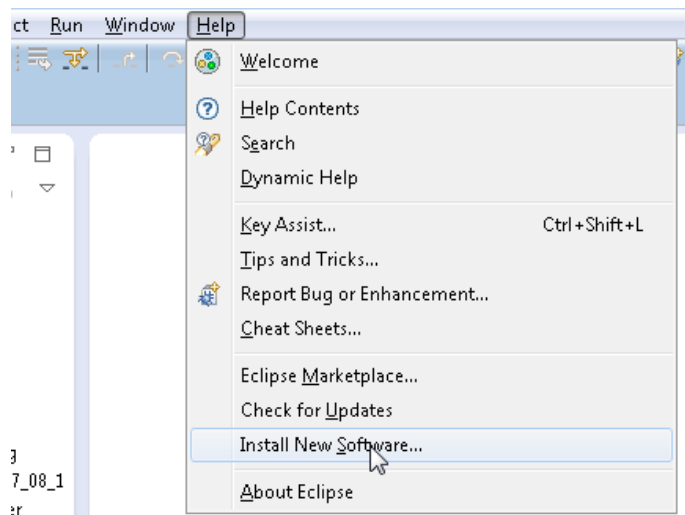 ct Run Window Help
Welcome
Help Contents
Search
Dynamic Help
Key Assist... Ctrl+Shift+L
Tips and Tricks...
Report Bug or Enhancement...
Cheat Sheets...
Eclipse Marketplace...
Check for Updates
Install New Software...
g
7_08_1
er
About Eclipse